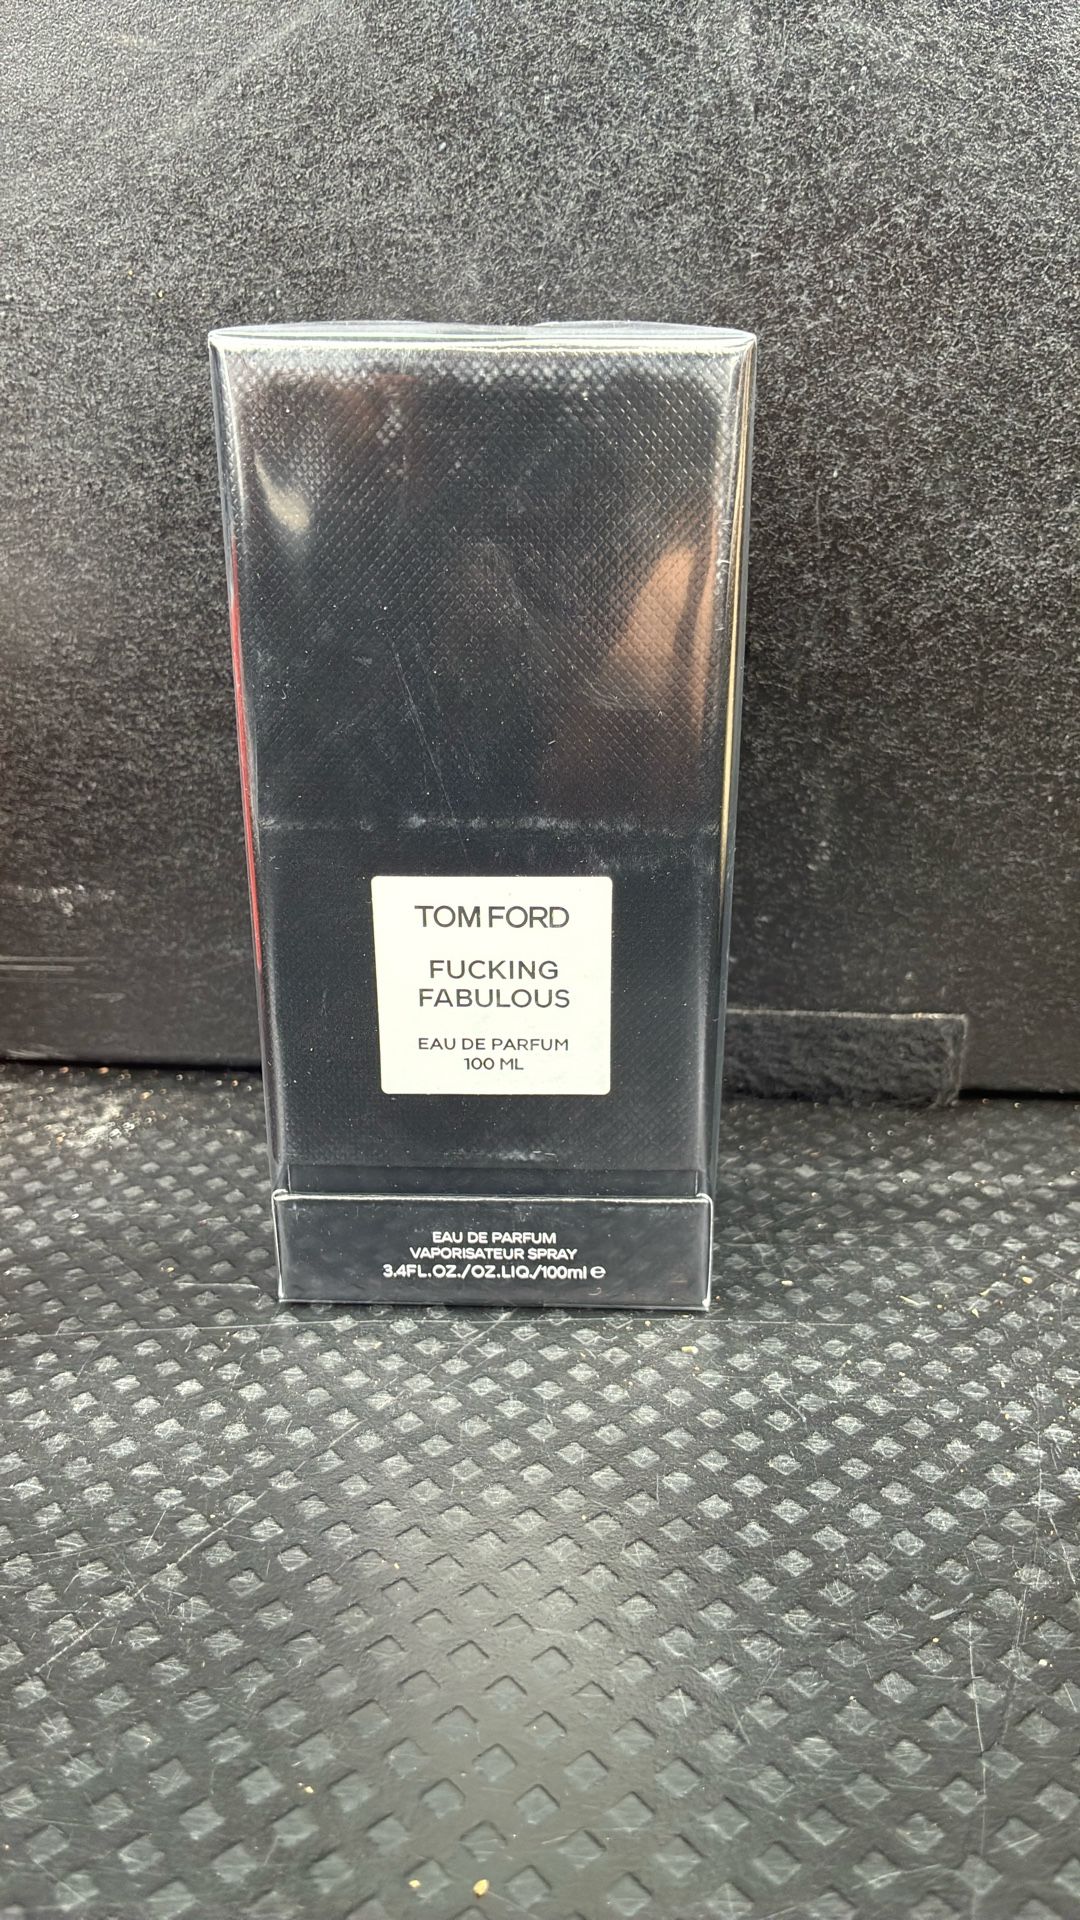 TOM FORD
FUCKING
FABULOUS
EAU DE PARFUM
100 ML
EAU DE PARFUM
VAPORISATEUR SPRAY
3.4FL.OZ./OZ.LIQ./100ml ℮